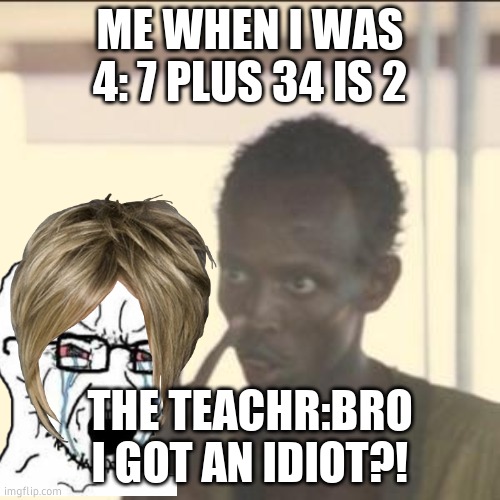 ME WHEN I WAS
4: 7 PLUS 34 IS 2
THE TEACHR:BRO
I GOT AN IDIOT?!
imgflip.com